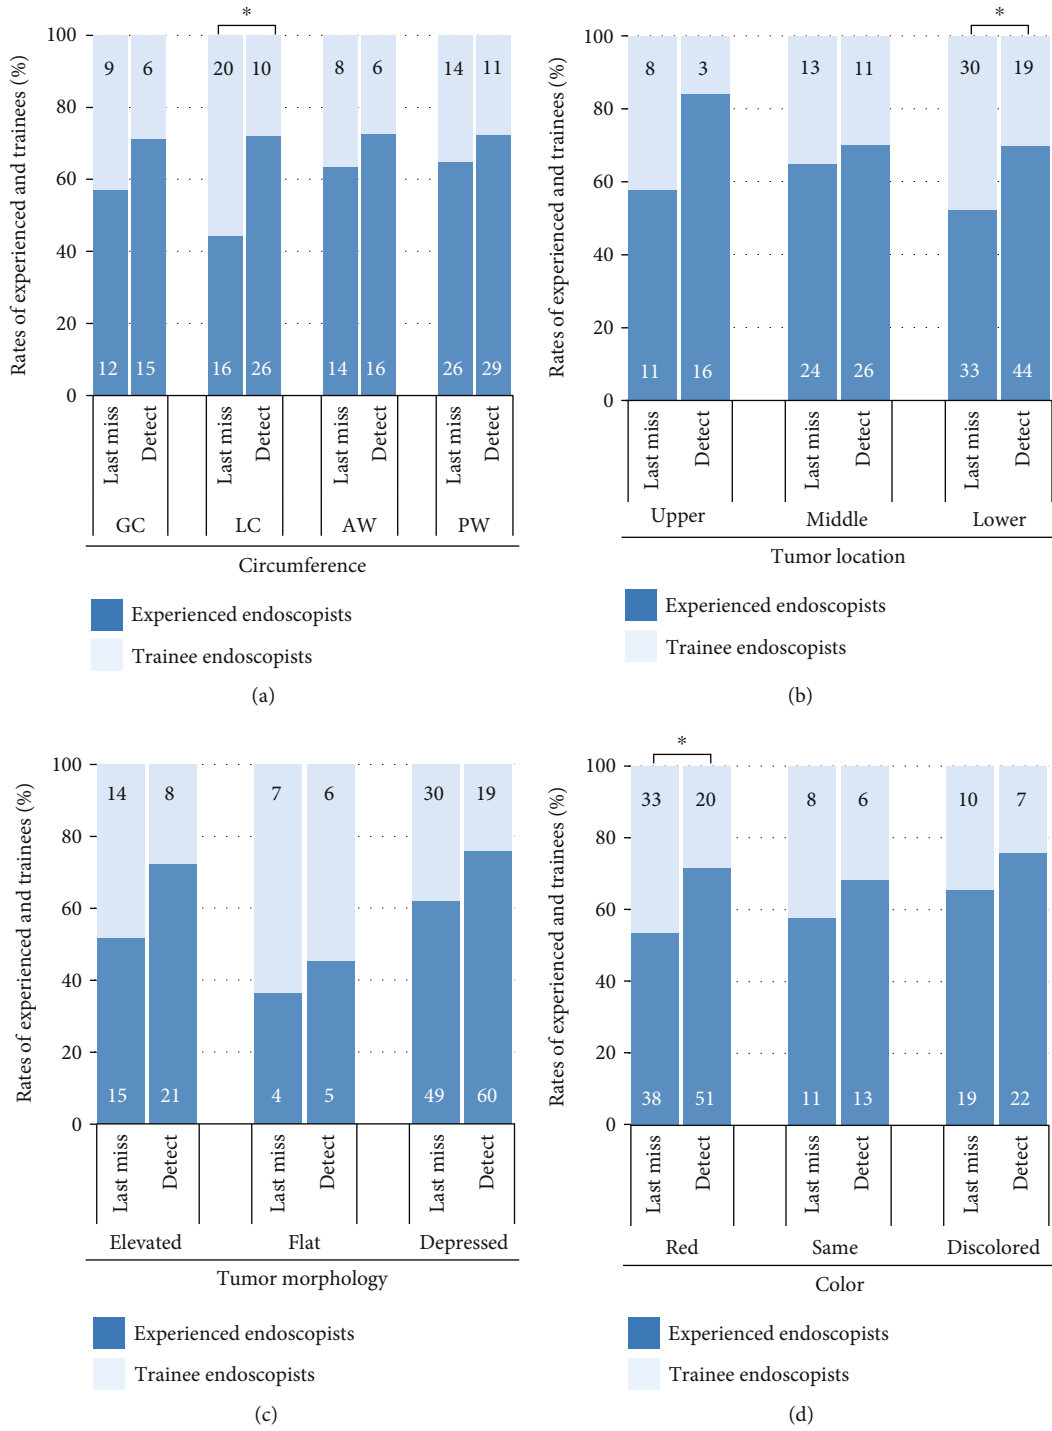 *
100
80
60
40
20
0
Rates of experienced and trainees (%)
9 6 20 10 8 6 14 11
12 15 16 26 14 16 26 29
Last miss Detect Last miss Detect Last miss Detect Last miss Detect
GC LC AW PW
Circumference
Experienced endoscopists
Trainee endoscopists
(a)
*
100
80
60
40
20
0
Rates of experienced and trainees (%)
8 3 13 11 30 19
11 16 24 26 33 44
Last miss Detect Last miss Detect Last miss Detect
Upper Middle Lower
Tumor location
Experienced endoscopists
Trainee endoscopists
(b)
100
80
60
40
20
0
Rates of experienced and trainees (%)
14 8 7 6 30 19
15 21 4 5 49 60
Last miss Detect Last miss Detect Last miss Detect
Elevated Flat Depressed
Tumor morphology
Experienced endoscopists
Trainee endoscopists
(c)
*
100
80
60
40
20
0
Rates of experienced and trainees (%)
33 20 8 6 10 7
38 51 11 13 19 22
Last miss Detect Last miss Detect Last miss Detect
Red Same Discolored
Color
Experienced endoscopists
Trainee endoscopists
(d)